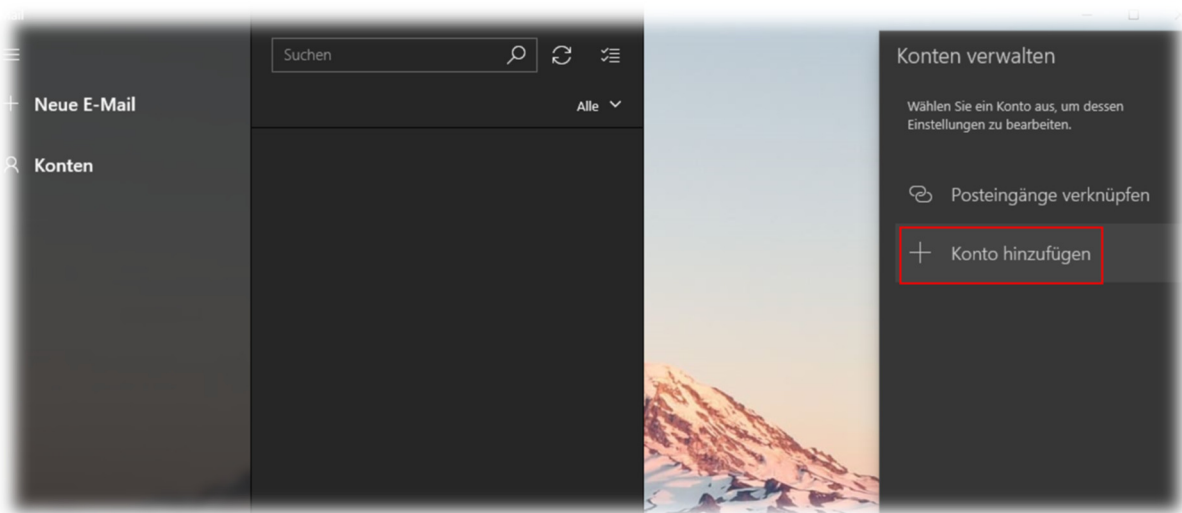 Suchen
Neue E-Mail
Alle
Konten
Konten verwalten
Wählen Sie ein Konto aus, um dessen
Einstellungen zu bearbeiten.
Posteingänge verknüpfen
Konto hinzufügen